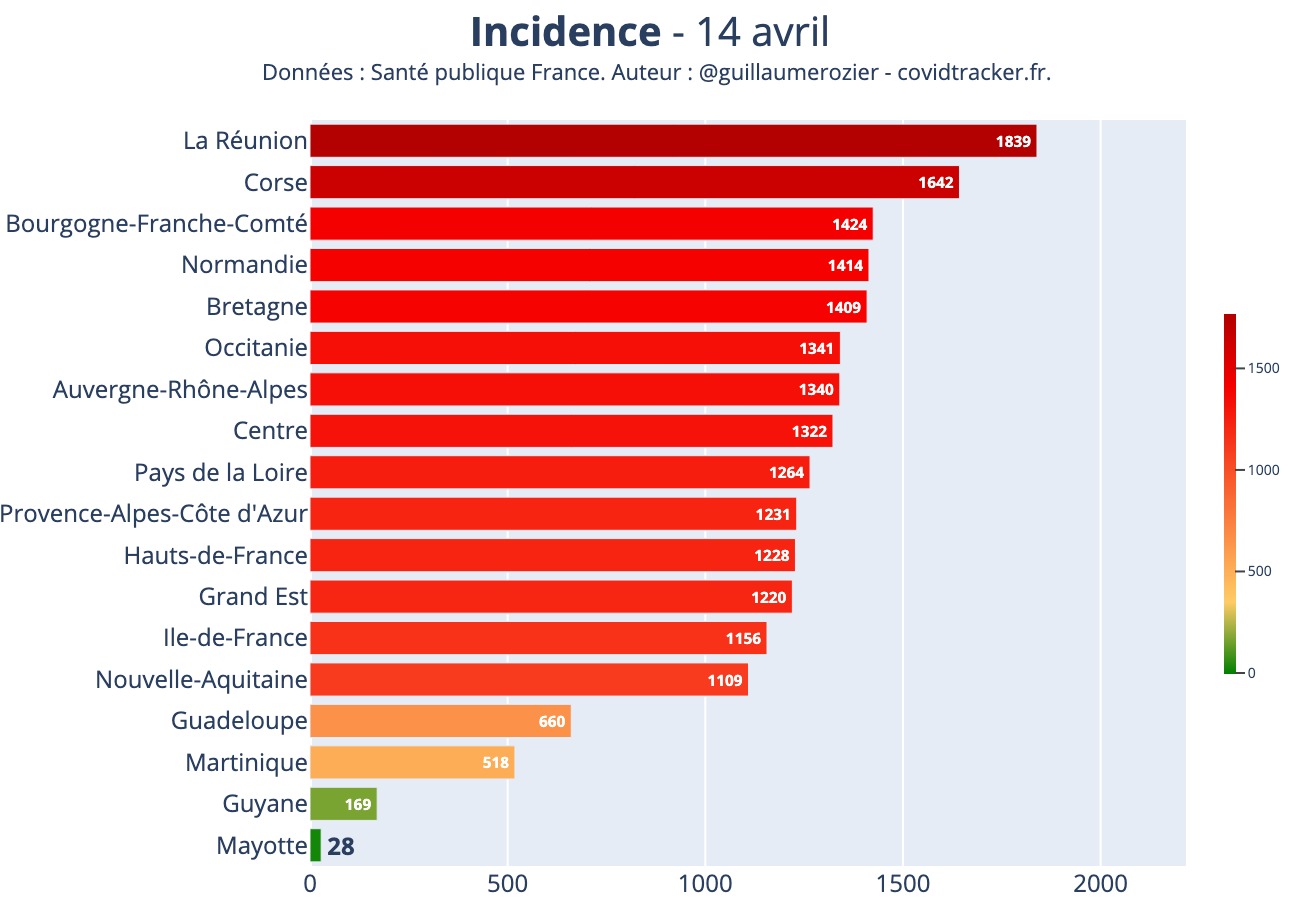 Incidence - 14 avril
Données : Santé publique France. Auteur : @guillaumerozier - covidtracker.fr.
La Réunion 1839
Corse 1642
Bourgogne-Franche-Comté 1424
Normandie 1414
Bretagne 1409
Occitanie 1341
Auvergne-Rhône-Alpes 1340
Centre 1322
Pays de la Loire 1264
Provence-Alpes-Côte d'Azur 1231
Hauts-de-France 1228
Grand Est 1220
Ile-de-France 1156
Nouvelle-Aquitaine 1109
Guadeloupe 660
Martinique 518
Guyane 169
Mayotte 28
0 500 1000 1500 2000
1500
1000
500
0